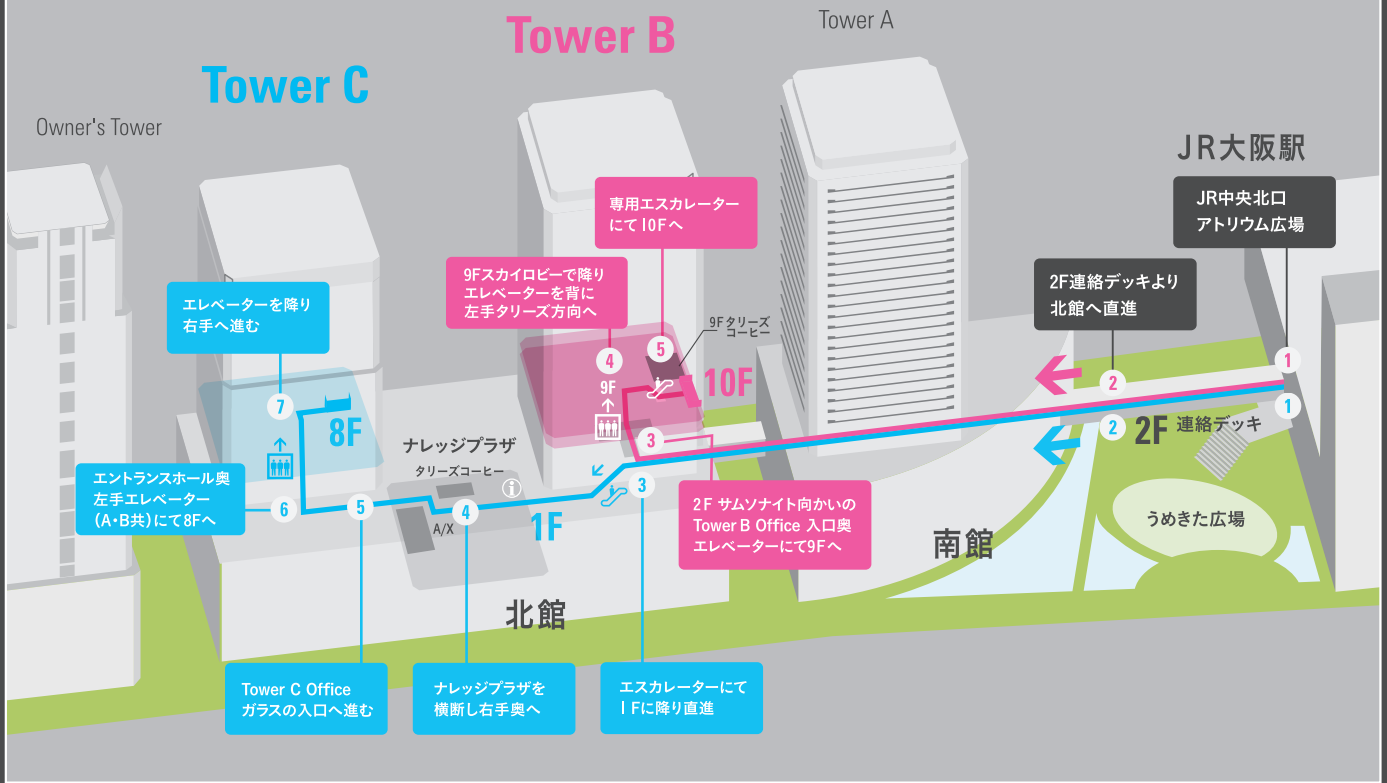 Tower A
Tower B
Tower C
Owner's Tower
JR大阪駅
JR中央北口
アトリウム広場
専用エスカレーター
にて10Fへ
2F連絡デッキより
北館へ直進
9Fスカイロビーで降り
エレベーターを背に
左手タリーズ方向へ
エレベーターを降り
右手へ進む
9Fタリーズ
コーヒー
5
4
1
9F
10F
2
7
1
8F
2
2F 連絡デッキ
3
ナレッジプラザ
タリーズコーヒー
エントランスホール奥
左手エレベーター
（A・B共）にて8Fへ
6
5
4
3
i
A/X
1F
2F サムソナイト向かいの
Tower B Office 入口奥
エレベーターにて9Fへ
うめきた広場
南館
北館
Tower C Office
ガラスの入口へ進む
ナレッジプラザを
横断し右手奥へ
エスカレーターにて
1Fに降り直進